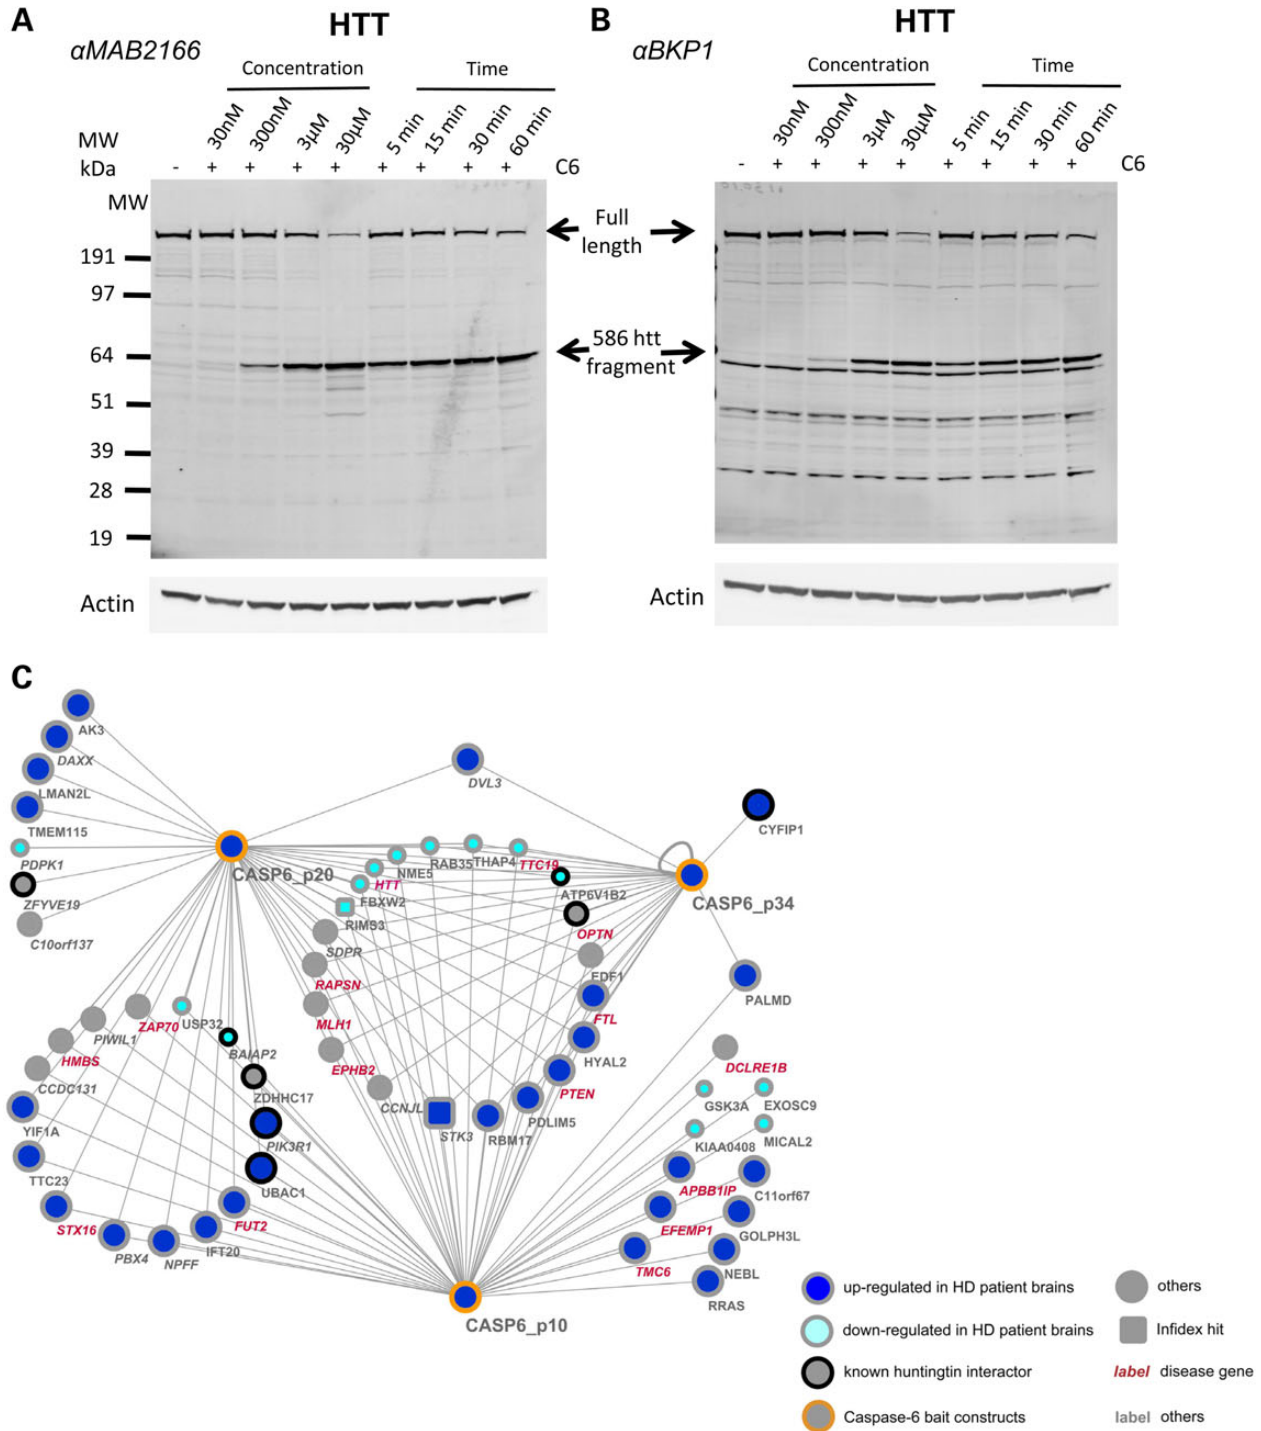 A
HTT
αMAB2166
Concentration
Time
30nM
300nM
3µM
30µM
5 min
15 min
30 min
60 min
MW
kDa
- + + + + + + + + C6
MW
191
97
64
51
39
28
19
Actin
Full
length
586 htt
fragment
B
HTT
αBKP1
Concentration
Time
30nM
300nM
3µM
30µM
5 min
15 min
30 min
60 min
- + + + + + + + + C6
Actin
C
AK3
DAXX
LMAN2L
TMEM115
PDPK1
ZFYVE19
C10orf137
CASP6_p20
DVL3
CYFIP1
CASP6_p34
RAB35
THAP4
TTC19
NME5
HTT
FBXW2
RIMS3
ATP6V1B2
OPTN
SDPR
RAPSN
MLH1
EPHB2
CCNJL
STK3
RBM17
PDLIM5
PTEN
HYAL2
FTL
EDF1
PALMD
ZAP70
USP32
PIWIL1
HMBS
CCDC131
BAIAP2
ZDHHC17
PIK3R1
UBAC1
YIF1A
TTC23
STX16
PBX4
NPFF
IFT20
FUT2
DCLRE1B
GSK3A
EXOSC9
KIAA0408
MICAL2
APBB1IP
C11orf67
EFEMP1
GOLPH3L
TMC6
NEBL
RRAS
CASP6_p10
up-regulated in HD patient brains
down-regulated in HD patient brains
known huntingtin interactor
Caspase-6 bait constructs
others
Infidex hit
label disease gene
label others